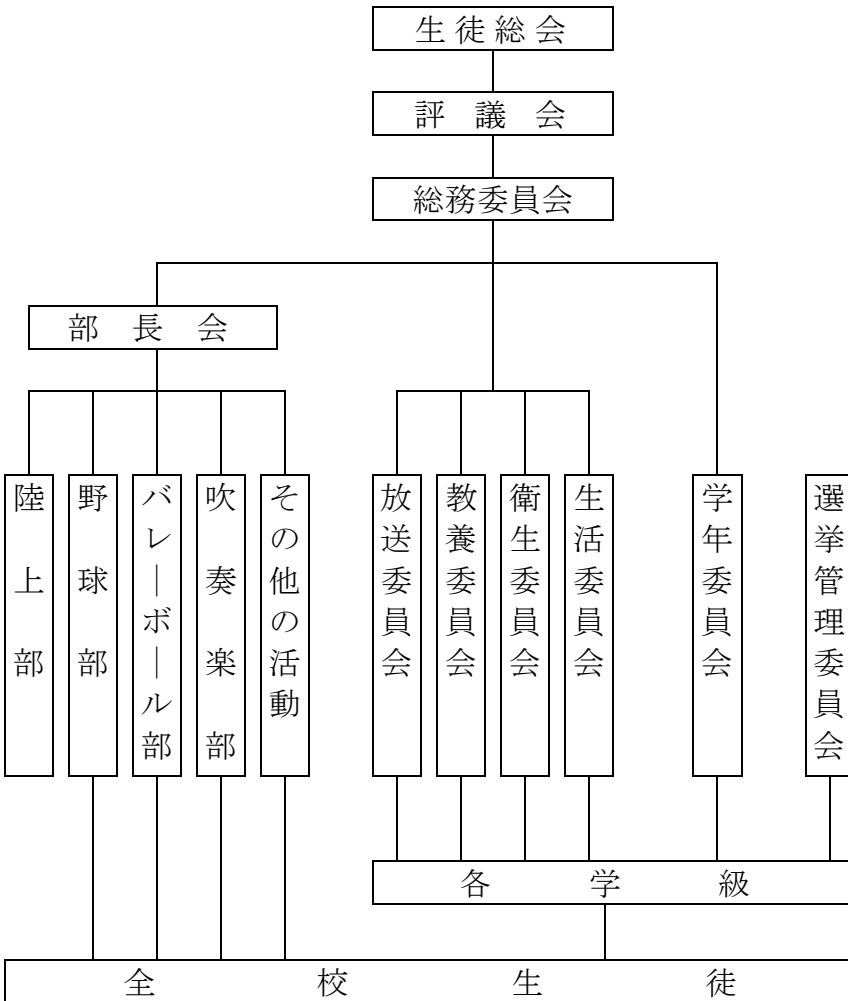 生徒総会
評議会
総務委員会
部長会
陸上部
野球部
バレーボール部
吹奏楽部
その他の活動
放送委員会
教養委員会
衛生委員会
生活委員会
学年委員会
選挙管理委員会
各学級
全校生徒